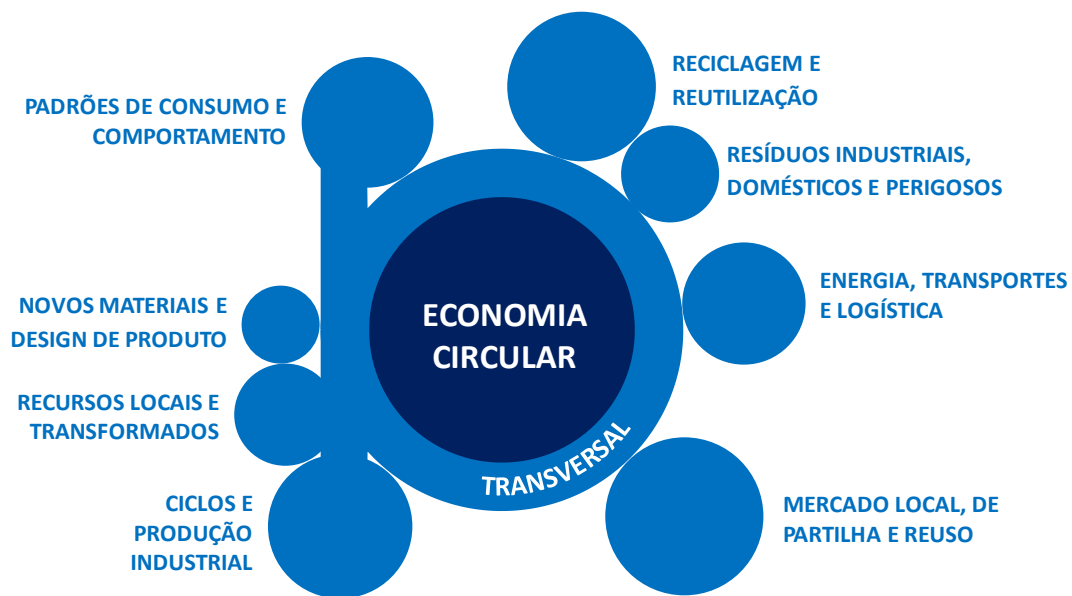 PADRÕES DE CONSUMO E
COMPORTAMENTO
RECICLAGEM E
REUTILIZAÇÃO
RESÍDUOS INDUSTRIAIS,
DOMÉSTICOS E PERIGOSOS
ENERGIA, TRANSPORTES
E LOGÍSTICA
NOVOS MATERIAIS E
DESIGN DE PRODUTO
ECONOMIA
CIRCULAR
RECURSOS LOCAIS E
TRANSFORMADOS
TRANSVERSAL
CICLOS E
PRODUÇÃO
INDUSTRIAL
MERCADO LOCAL, DE
PARTILHA E REUSO